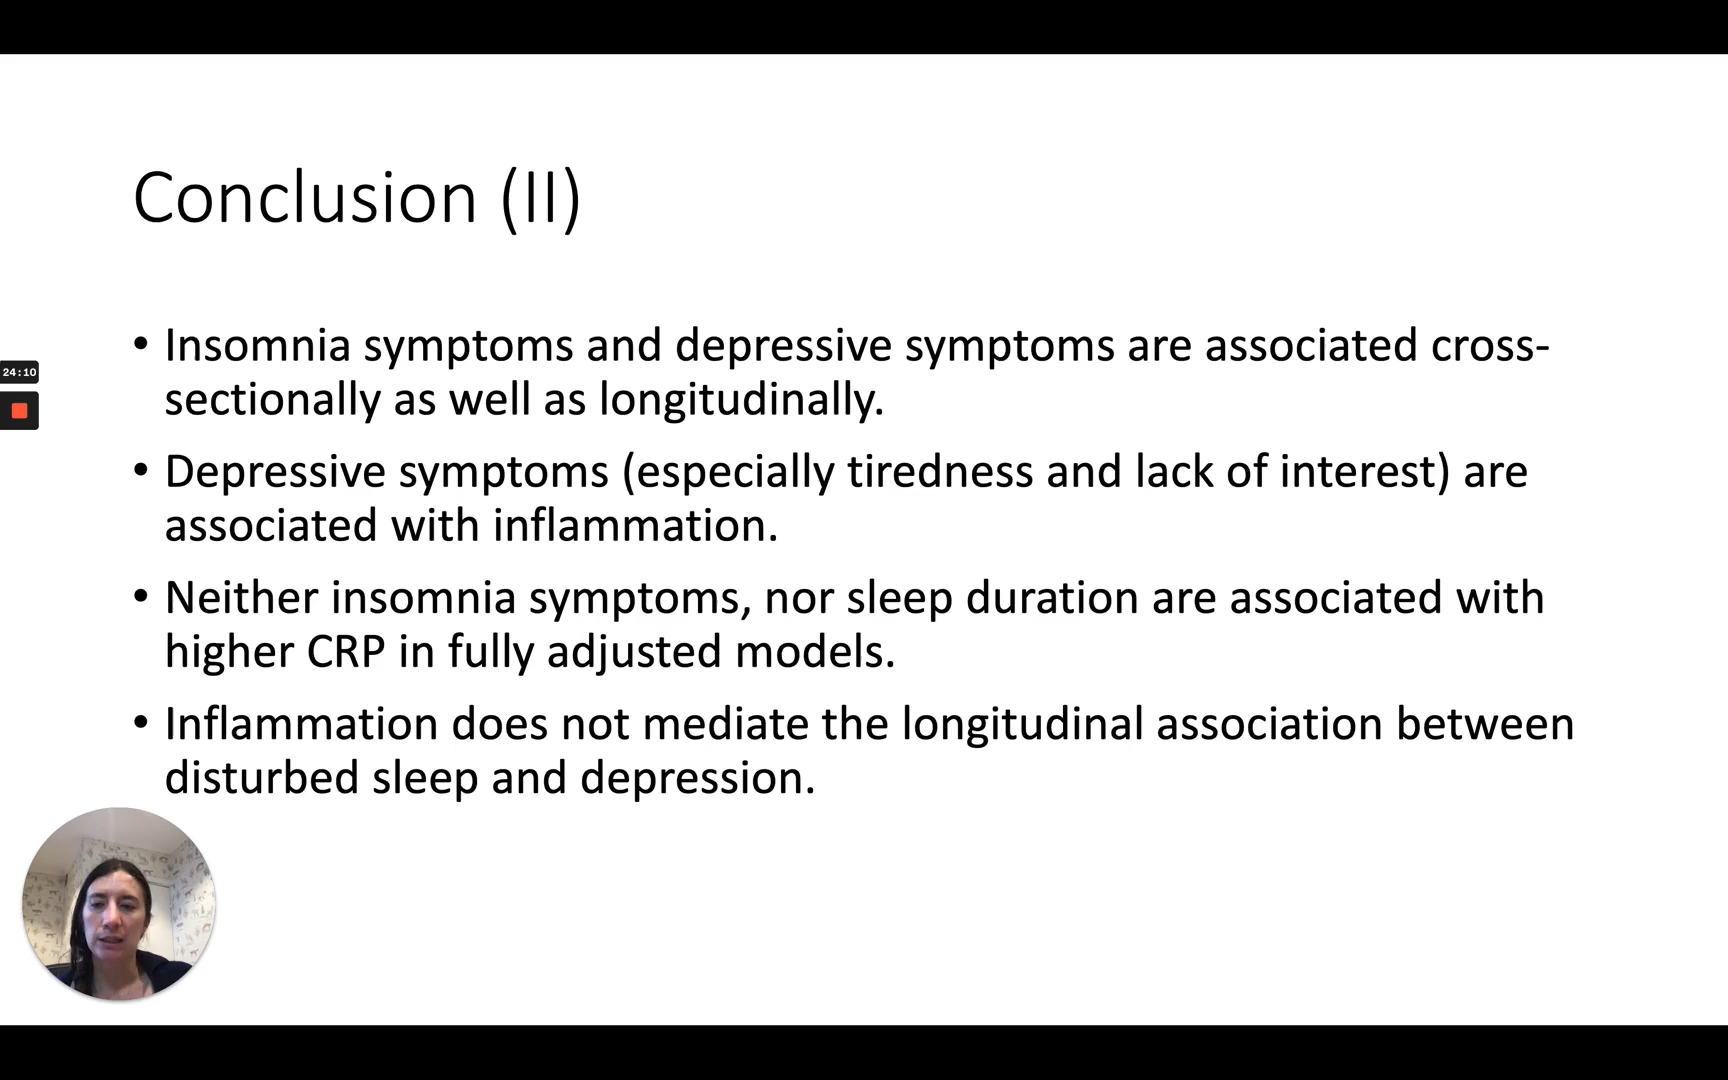 Conclusion (II)
• Insomnia symptoms and depressive symptoms are associated cross-
sectionally as well as longitudinally.
24:10
• Depressive symptoms (especially tiredness and lack of interest) are
associated with inflammation.
• Neither insomnia symptoms, nor sleep duration are associated with
higher CRP in fully adjusted models.
• Inflammation does not mediate the longitudinal association between
disturbed sleep and depression.